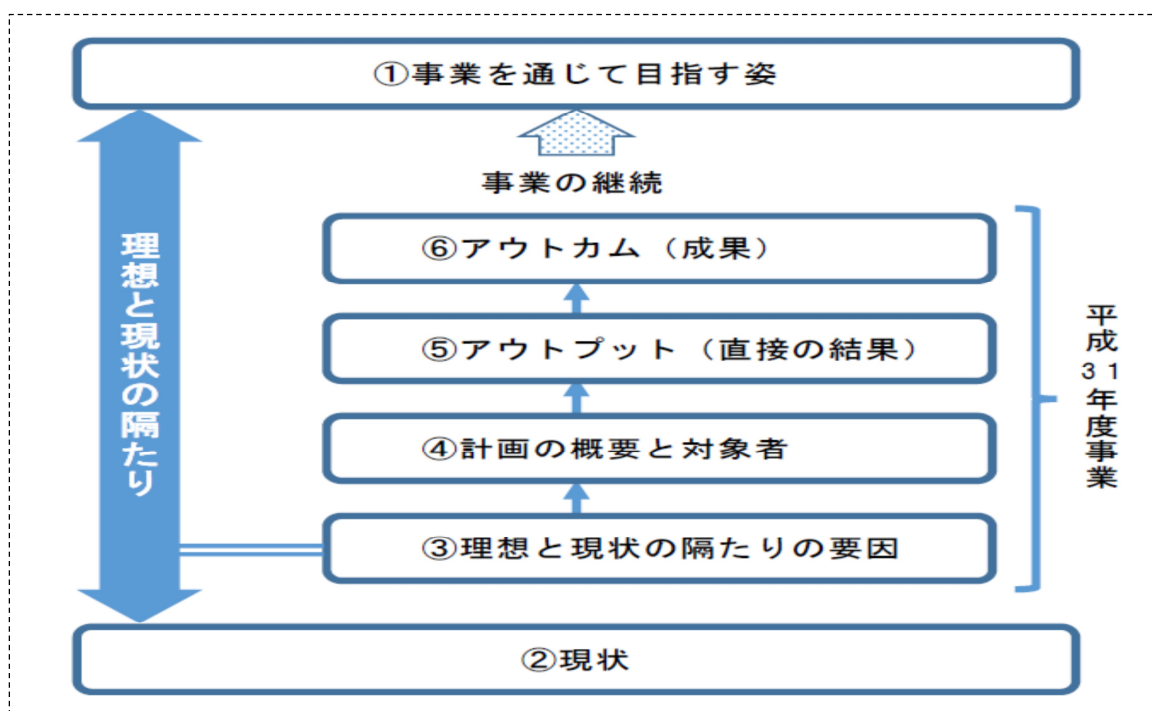 ①事業を通じて目指す姿
事業の継続
理想と現状の隔たり
⑥アウトカム（成果）
⑤アウトプット（直接の結果）
④計画の概要と対象者
③理想と現状の隔たりの要因
平成31年度事業
②現状